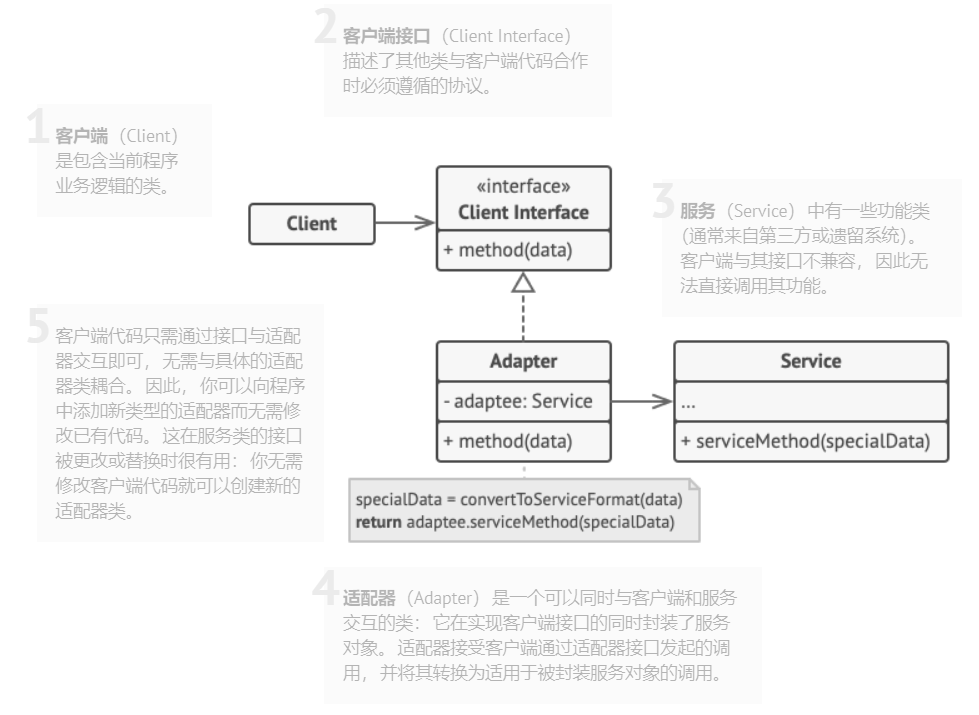 1
客户端（Client）
是包含当前程序
业务逻辑的类。
2
客户端接口（Client Interface）
描述了其他类与客户端代码合作
时必须遵循的协议。
Client
«interface»
Client Interface
+ method(data)
3
服务（Service）中有一些功能类
（通常来自第三方或遗留系统）。
客户端与其接口不兼容，因此无
法直接调用其功能。
5
客户端代码只需通过接口与适配
器交互即可，无需与具体的适配
器类耦合。因此，你可以向程序
中添加新类型的适配器而无需修
改已有代码。这在服务类的接口
被更改或替换时很有用：你无需
修改客户端代码就可以创建新的
适配器类。
Adapter
- adaptee: Service
+ method(data)
Service
...
+ serviceMethod(specialData)
specialData = convertToServiceFormat(data)
return adaptee.serviceMethod(specialData)
4
适配器（Adapter）是一个可以同时与客户端和服务
交互的类：它在实现客户端接口的同时封装了服务
对象。适配器接受客户端通过适配器接口发起的调
用，并将其转换为适用于被封装服务对象的调用。